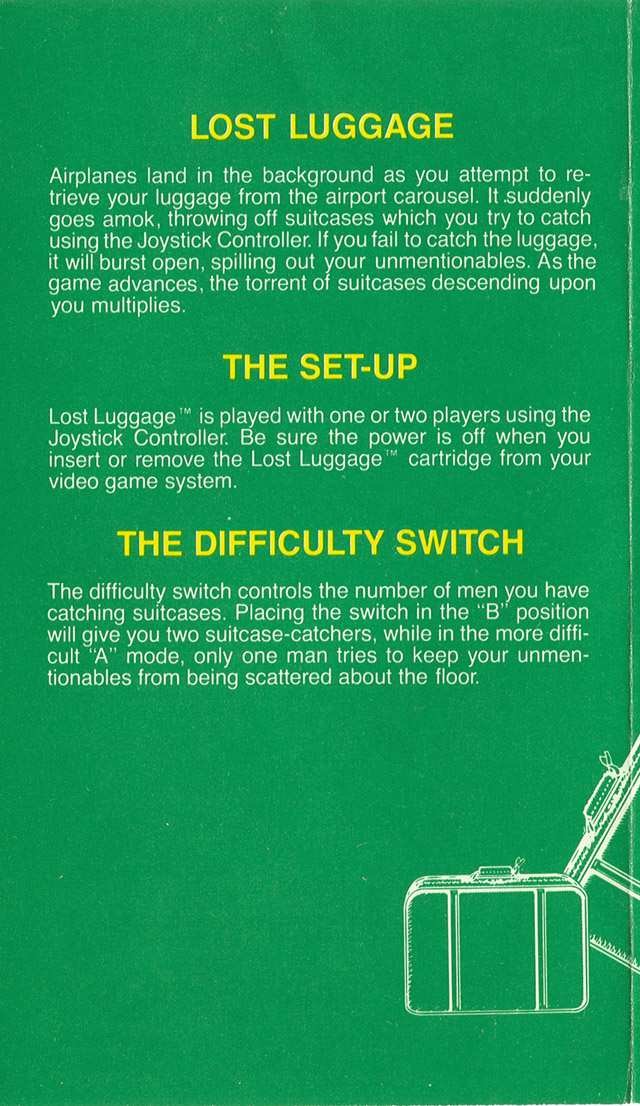 LOST LUGGAGE
Airplanes land in the background as you attempt to re-
trieve your luggage from the airport carousel. It suddenly
goes amok, throwing off suitcases which you try to catch
using the Joystick Controller. If you fail to catch the luggage,
it will burst open, spilling out your unmentionables. As the
game advances, the torrent of suitcases descending upon
you multiplies.
THE SET-UP
Lost Luggage™ is played with one or two players using the
Joystick Controller. Be sure the power is off when you
insert or remove the Lost Luggage™ cartridge from your
video game system.
THE DIFFICULTY SWITCH
The difficulty switch controls the number of men you have
catching suitcases. Placing the switch in the “B” position
will give you two suitcase-catchers, while in the more diffi-
cult “A” mode, only one man tries to keep your unmen-
tionables from being scattered about the floor.